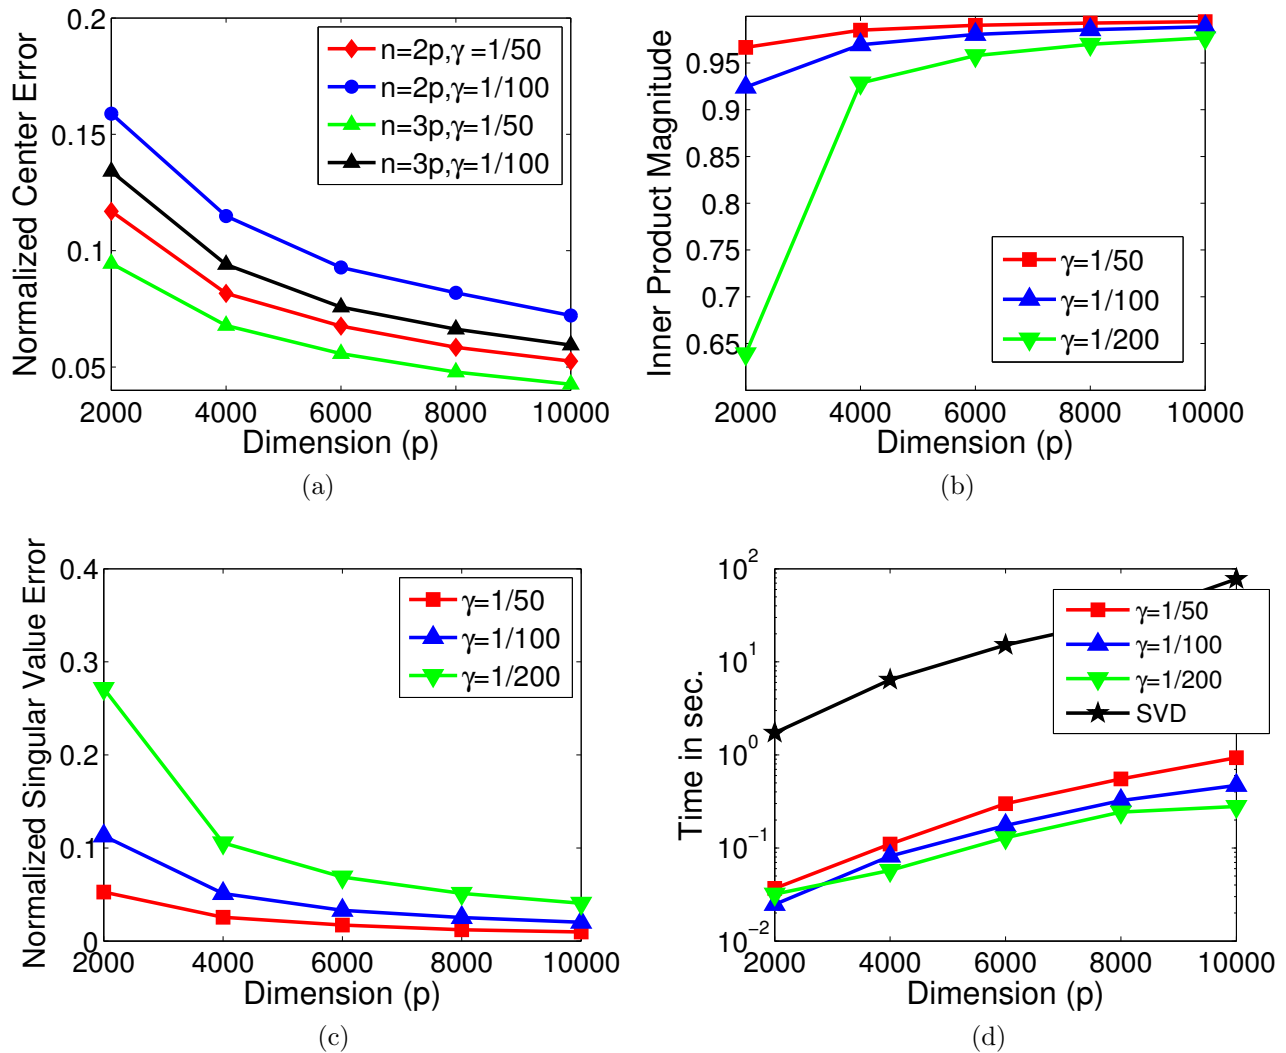 Normalized Center Error
0.2
0.15
0.1
0.05
n=2p,γ =1/50
n=2p,γ=1/100
n=3p,γ=1/50
n=3p,γ=1/100
2000 4000 6000 8000 10000
Dimension (p)
(a)
Inner Product Magnitude
0.95
0.9
0.85
0.8
0.75
0.7
0.65
γ=1/50
γ=1/100
γ=1/200
2000 4000 6000 8000 10000
Dimension (p)
(b)
Normalized Singular Value Error
0.4
0.3
0.2
0.1
0
γ=1/50
γ=1/100
γ=1/200
2000 4000 6000 8000 10000
Dimension (p)
(c)
Time in sec.
10^2
10^1
10^0
10^−1
10^−2
γ=1/50
γ=1/100
γ=1/200
SVD
2000 4000 6000 8000 10000
Dimension (p)
(d)